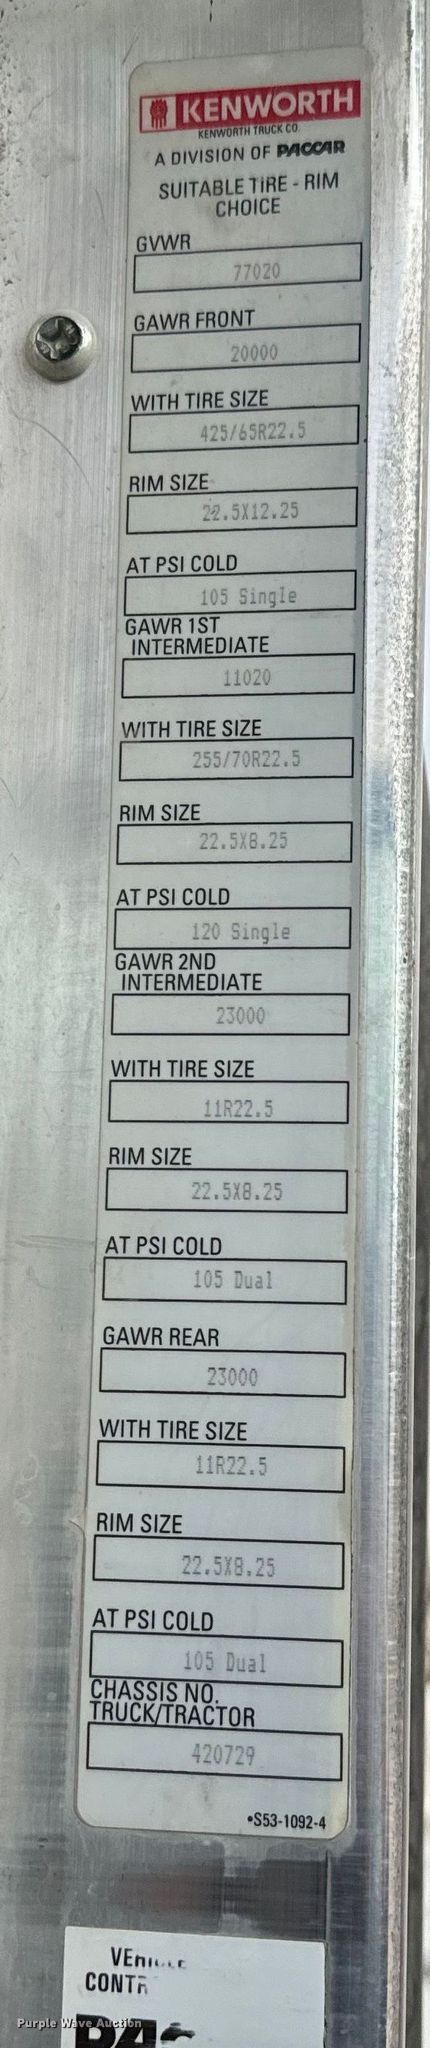 KENWORTH
KENWORTH TRUCK CO.
A DIVISION OF PACCAR
SUITABLE TIRE - RIM
CHOICE
GVWR
77020
GAWR FRONT
20000
WITH TIRE SIZE
425/65R22.5
RIM SIZE
22.5X12.25
AT PSI COLD
105 Single
GAWR 1ST
INTERMEDIATE
11020
WITH TIRE SIZE
255/70R22.5
RIM SIZE
22.5X8.25
AT PSI COLD
120 Single
GAWR 2ND
INTERMEDIATE
23000
WITH TIRE SIZE
11R22.5
RIM SIZE
22.5X8.25
AT PSI COLD
105 Dual
GAWR REAR
23000
WITH TIRE SIZE
11R22.5
RIM SIZE
22.5X8.25
AT PSI COLD
105 Dual
CHASSIS NO.
TRUCK/TRACTOR
420729
•S53-1092-4
Purple Wave Auction